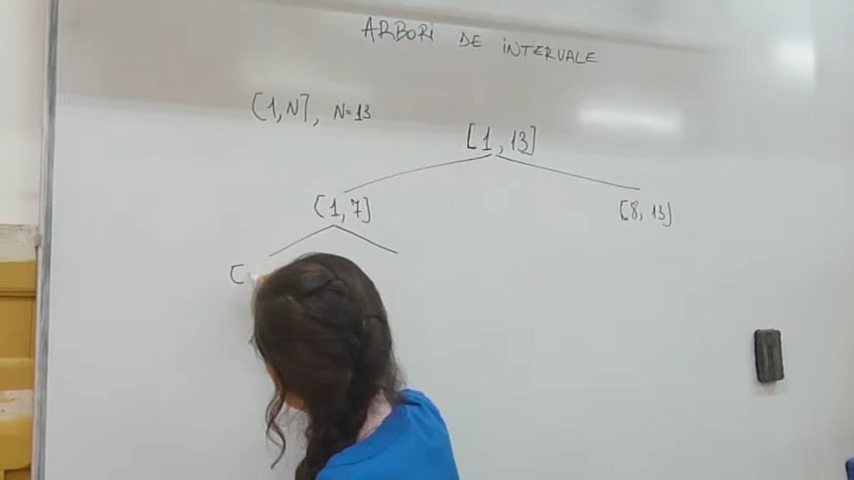 ARBORI DE INTERVALE
[1, N], N=13
[1, 13]
[1, 7] [8, 13]
[